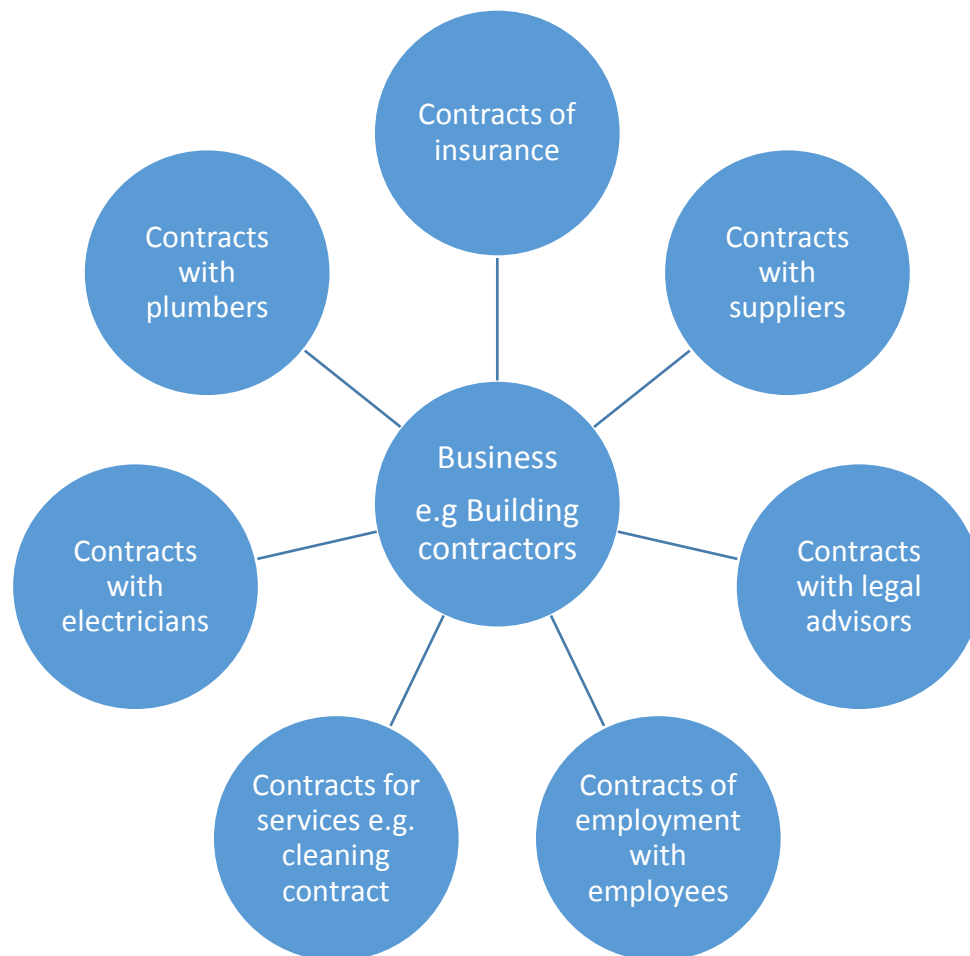 Contracts of
insurance
Contracts
with
suppliers
Contracts
with legal
advisors
Contracts of
employment
with
employees
Contracts for
services e.g.
cleaning
contract
Contracts
with
electricians
Contracts
with
plumbers
Business
e.g Building
contractors